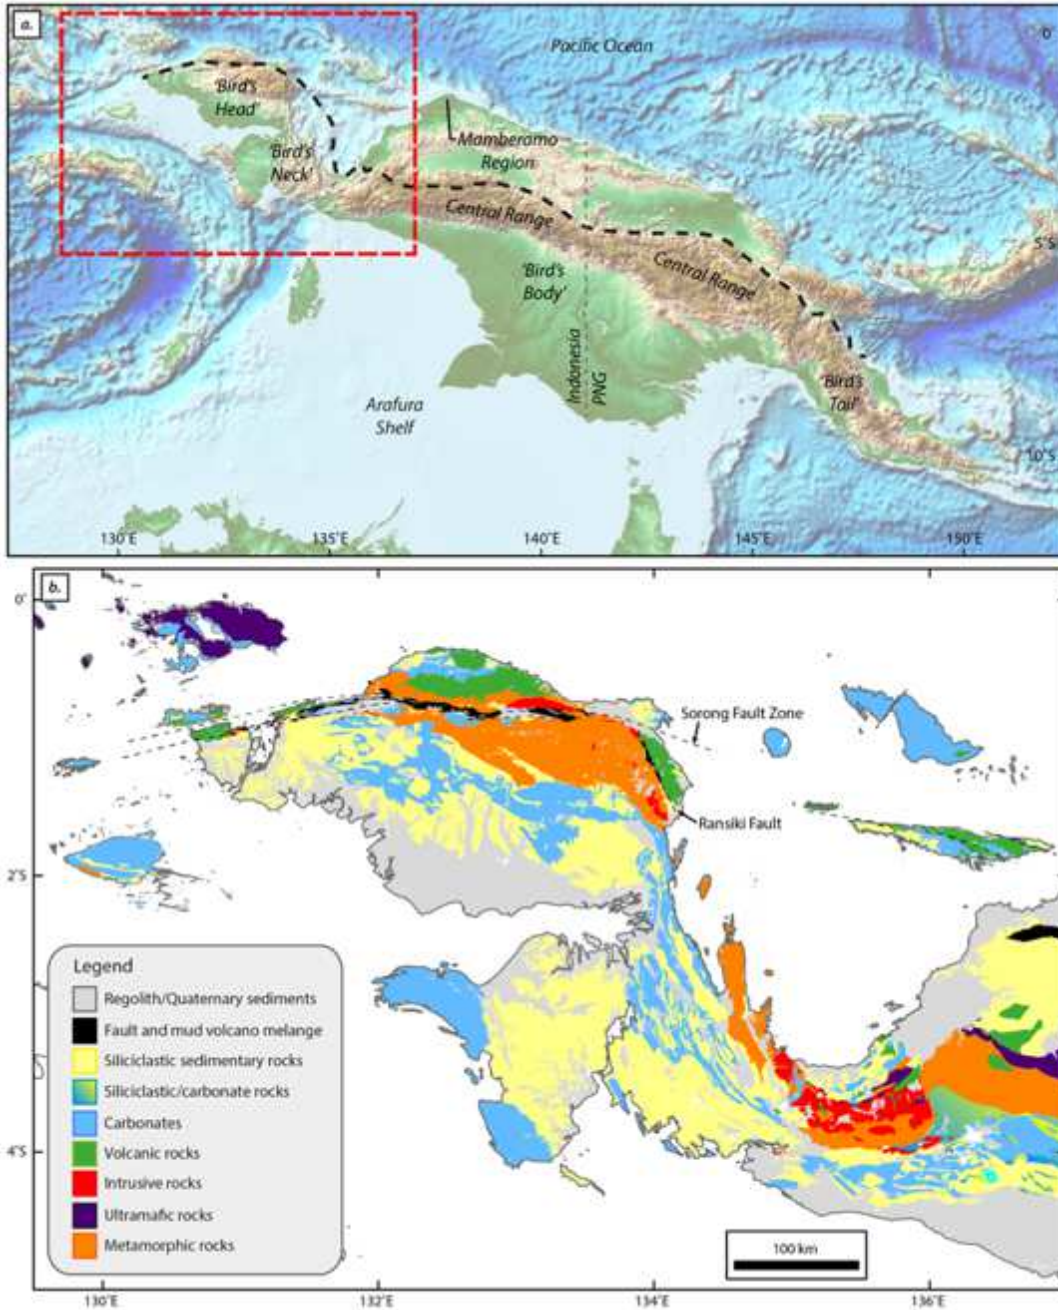 a.
Pacific Ocean
0°
'Bird's
Head'
Mamberamo
Region
'Bird's
Neck'
Central Range
5°S
Central Range
'Bird's
Body'
Indonesia
PNG
'Bird's
Tail'
Arafura
Shelf
10°S
130°E
135°E
140°E
145°E
150°E
b.
0°
Sorong Fault Zone
Ransiki Fault
2°S
Legend
Regolith/Quaternary sediments
Fault and mud volcano melange
Siliciclastic sedimentary rocks
Siliciclastic/carbonate rocks
Carbonates
Volcanic rocks
Intrusive rocks
Ultramafic rocks
Metamorphic rocks
4°S
100 km
130°E
132°E
134°E
136°E